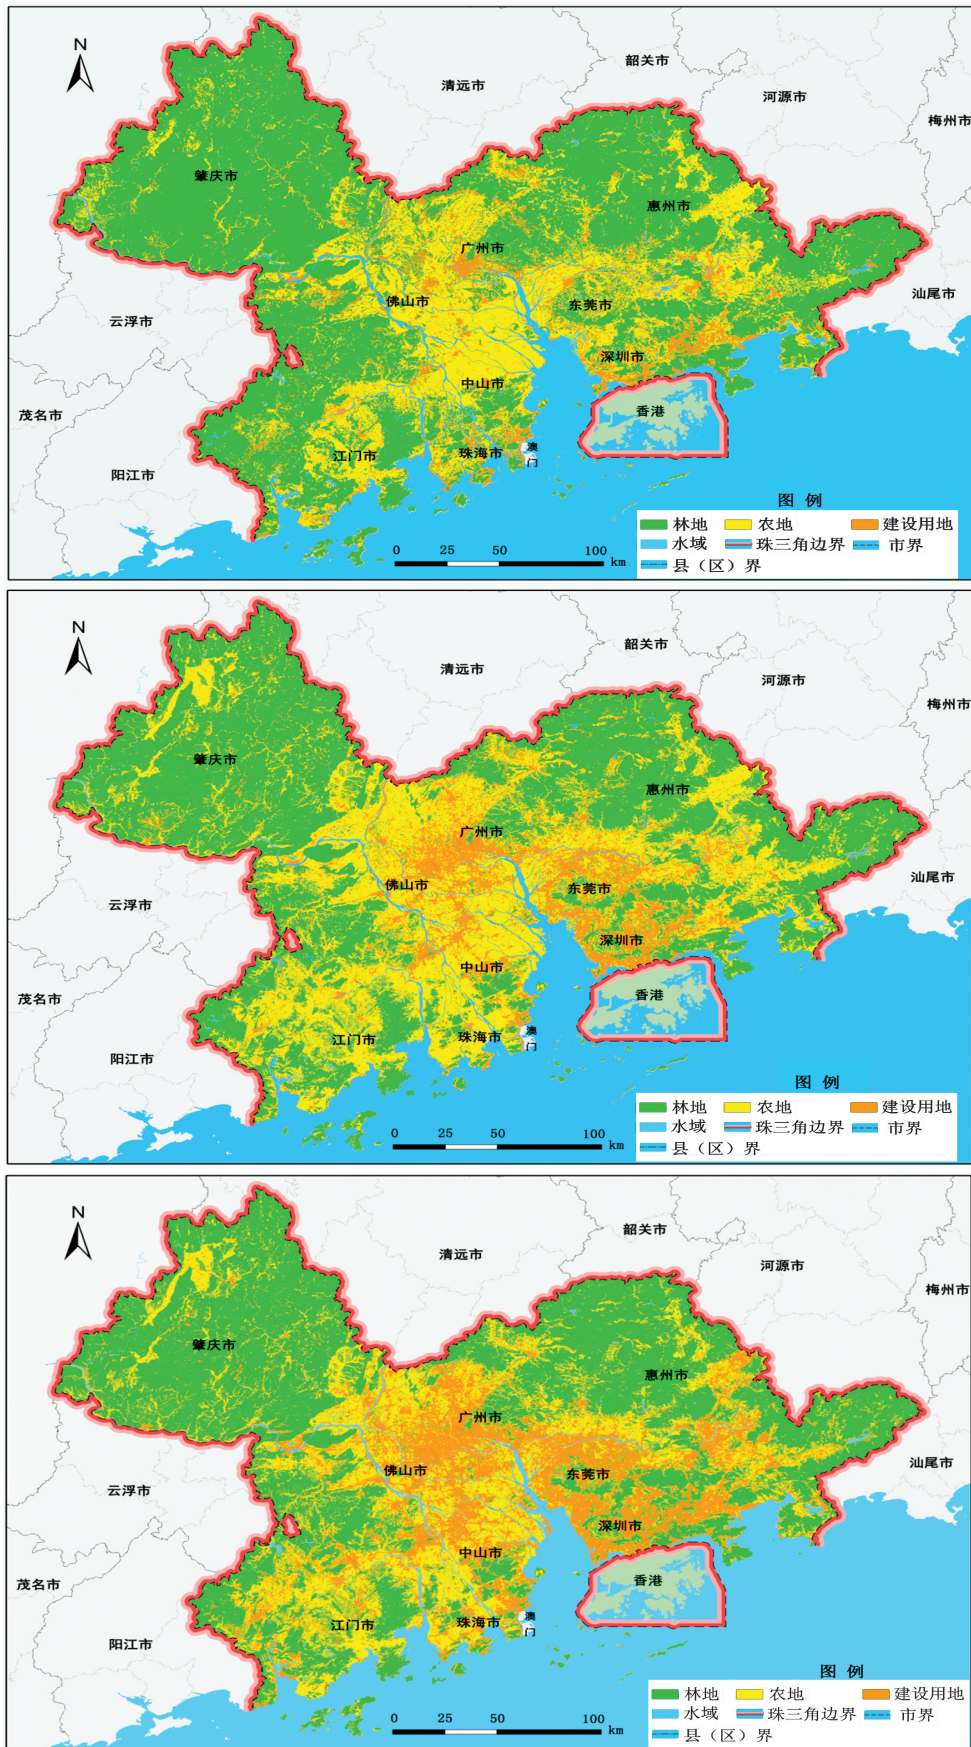 N
韶关市
清远市
河源市
梅州市
肇庆市
惠州市
广州市
汕尾市
佛山市
东莞市
云浮市
深圳市
中山市
茂名市
香港
江门市
珠海市
澳门
阳江市
图 例
林地 农地 建设用地
水域 珠三角边界 市界
县（区）界
0 25 50 100
km
N
韶关市
清远市
河源市
梅州市
肇庆市
惠州市
广州市
汕尾市
佛山市
东莞市
云浮市
深圳市
中山市
茂名市
香港
江门市
珠海市
澳门
阳江市
图 例
林地 农地 建设用地
水域 珠三角边界 市界
县（区）界
0 25 50 100
km
N
韶关市
清远市
河源市
梅州市
肇庆市
惠州市
广州市
汕尾市
佛山市
东莞市
云浮市
深圳市
中山市
茂名市
香港
江门市
珠海市
澳门
阳江市
图 例
林地 农地 建设用地
水域 珠三角边界 市界
县（区）界
0 25 50 100
km